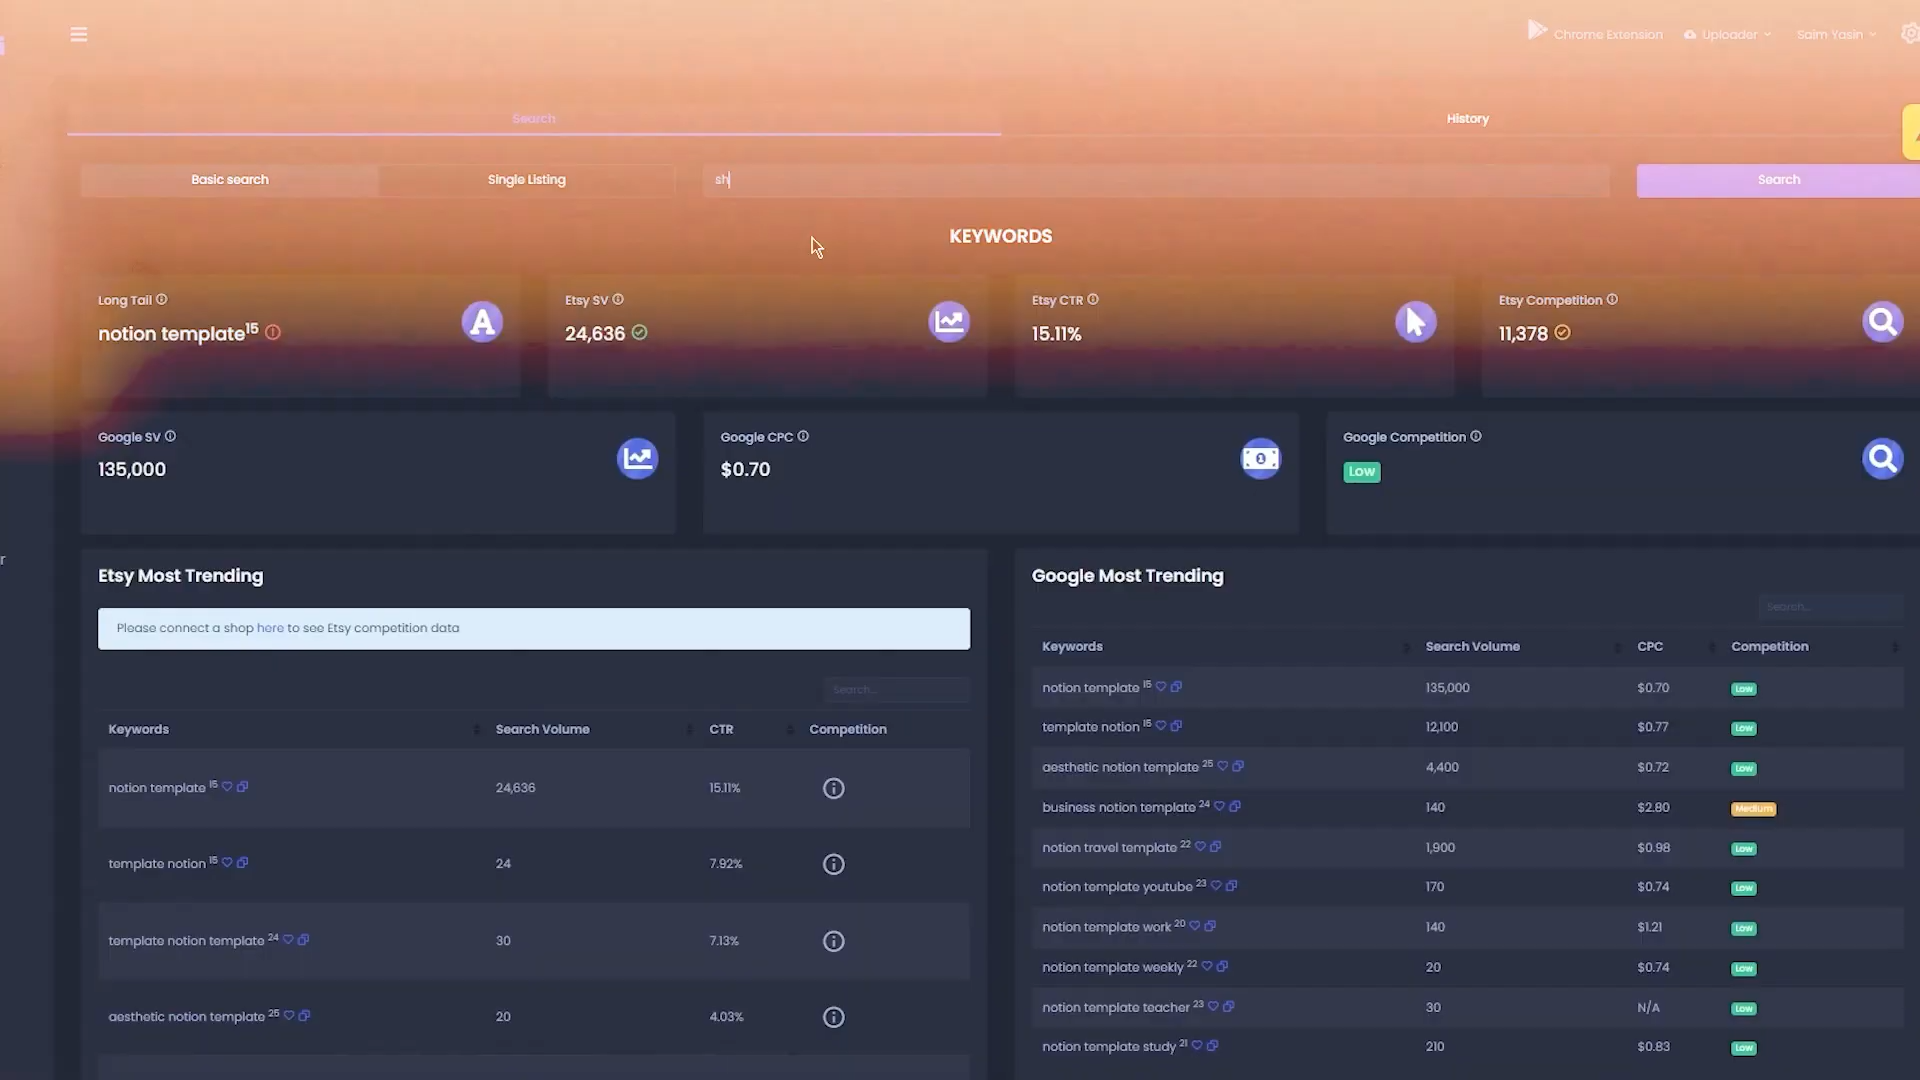 Chrome Extension Uploader Saim Yasin
Search History
Basic search Single Listing sh Search
KEYWORDS
Long Tail Etsy SV Etsy CTR Etsy Competition
notion template15 24,636 15.11% 11,378
Google SV Google CPC Google Competition
135,000 $0.70 Low
Etsy Most Trending
Please connect a shop here to see Etsy competition data
Search...
Keywords Search Volume CTR Competition
notion template 15 24,636 15.11%
template notion 15 24 7.92%
template notion template 24 30 7.13%
aesthetic notion template 25 20 4.03%
Google Most Trending
Search...
Keywords Search Volume CPC Competition
notion template 15 135,000 $0.70 Low
template notion 15 12,100 $0.77 Low
aesthetic notion template 25 4,400 $0.72 Low
business notion template 24 140 $2.80 Medium
notion travel template 22 1,900 $0.98 Low
notion template youtube 23 170 $0.74 Low
notion template work 20 140 $1.21 Low
notion template weekly 22 20 $0.74 Low
notion template teacher 23 30 N/A Low
notion template study 21 210 $0.83 Low